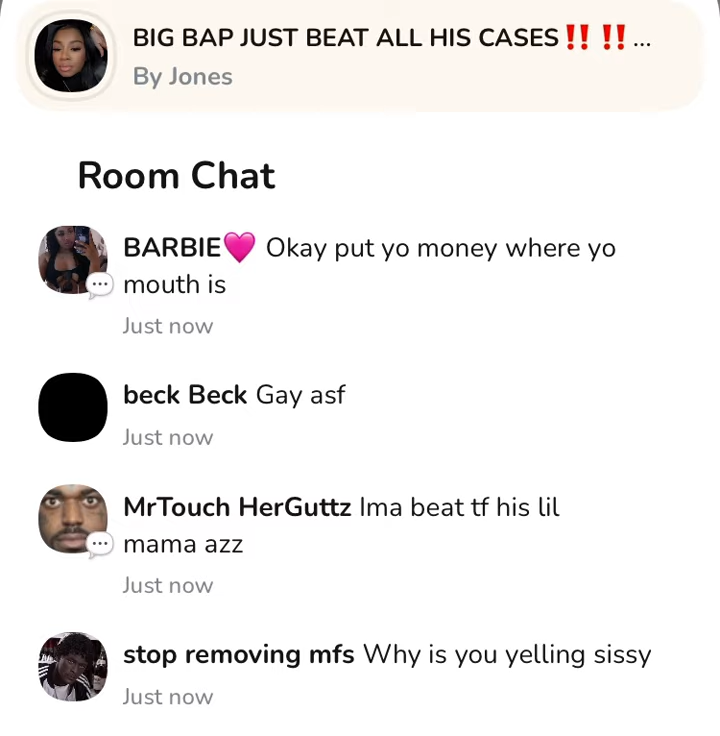 BIG BAP JUST BEAT ALL HIS CASES‼️ ‼️...
By Jones
Room Chat
BARBIE🩷 Okay put yo money where yo
mouth is
Just now
beck Beck Gay asf
Just now
MrTouch HerGuttz Ima beat tf his lil
mama azz
Just now
stop removing mfs Why is you yelling sissy
Just now